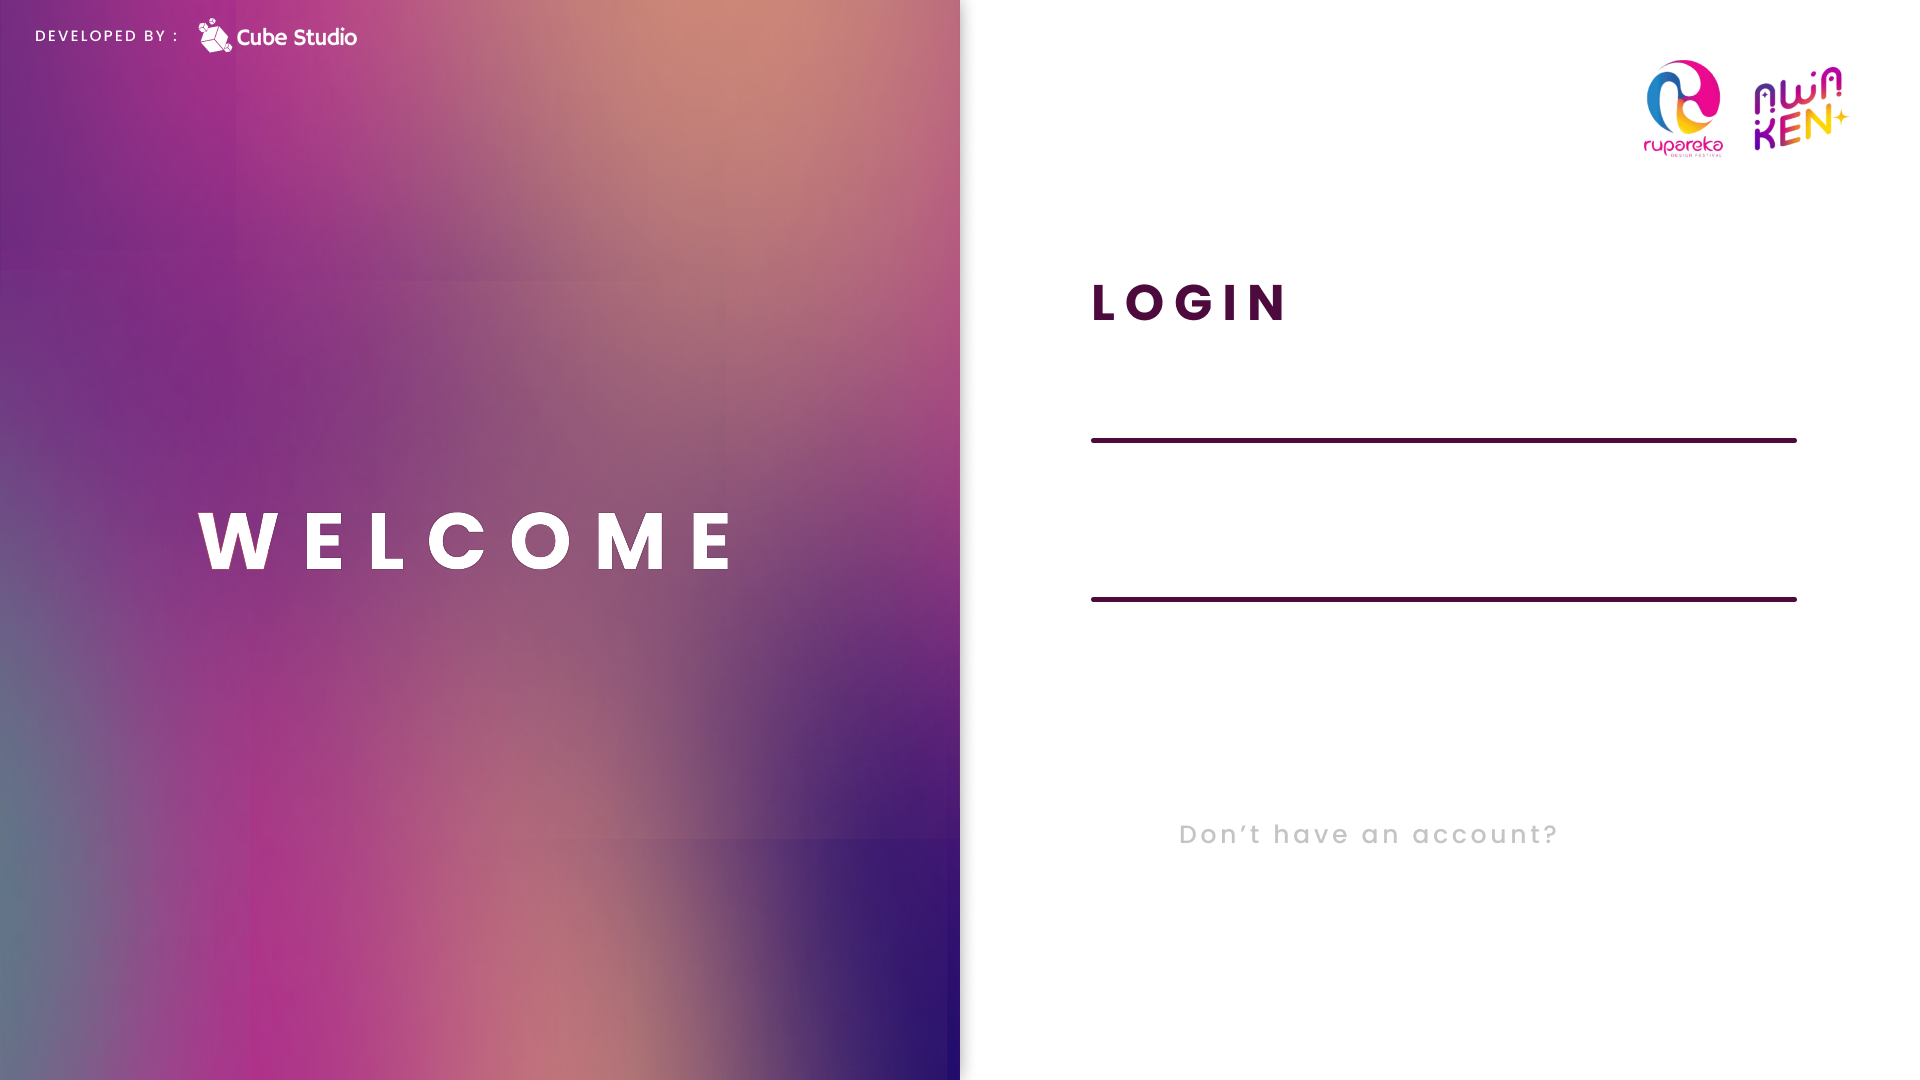 DEVELOPED BY :
Cube Studio
WELCOME
rupareka
DESIGN FESTIVAL
AWA
KEN
LOGIN
Don’t have an account?